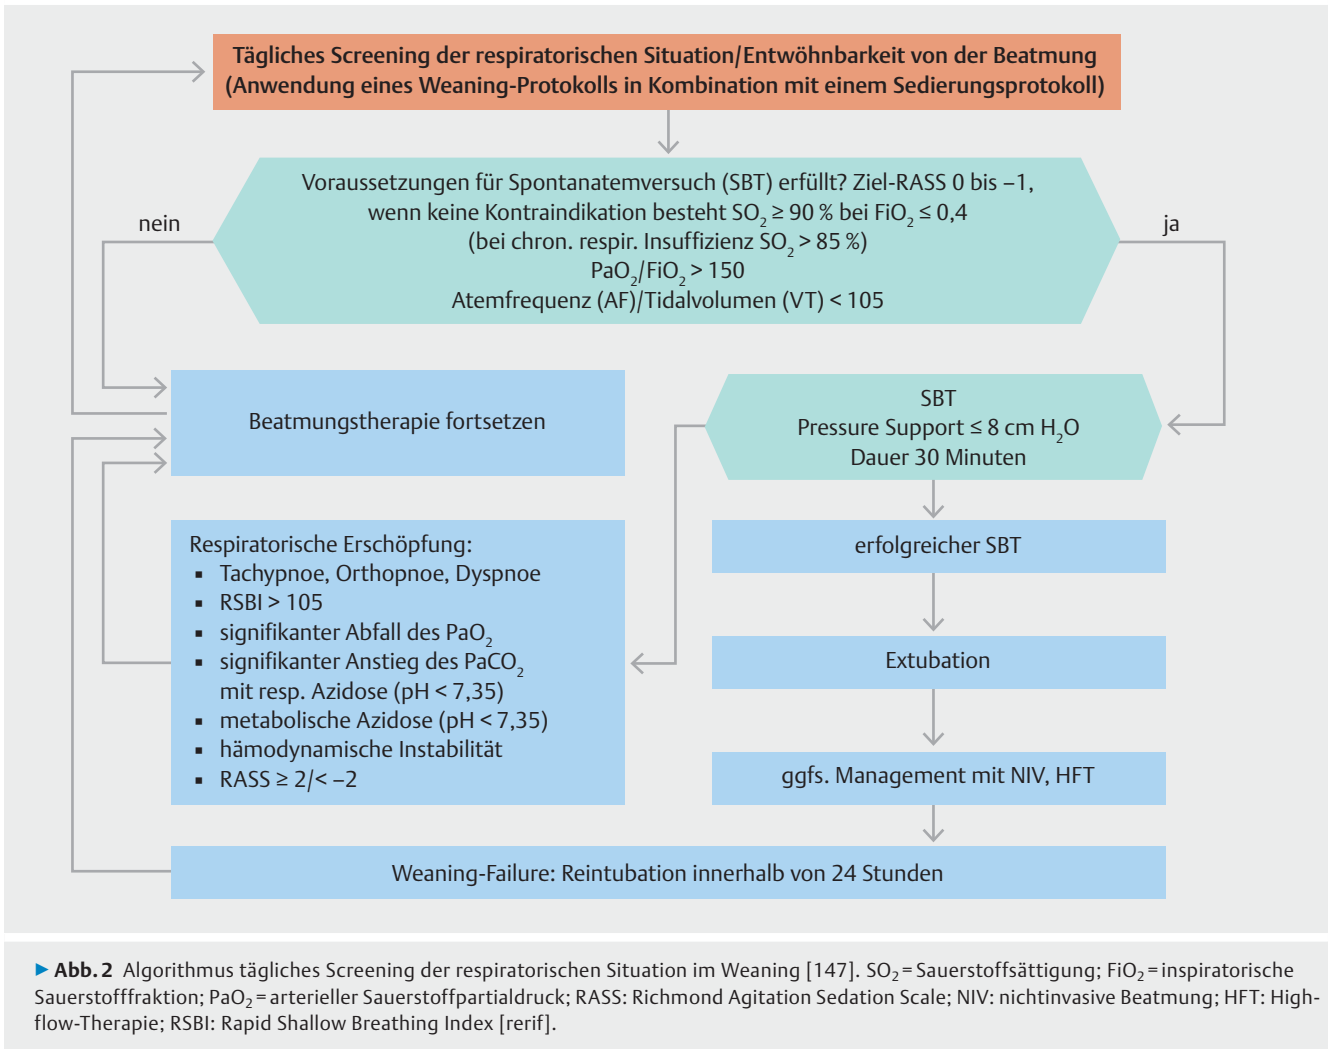 Tägliches Screening der respiratorischen Situation/Entwöhnbarkeit von der Beatmung
(Anwendung eines Weaning-Protokolls in Kombination mit einem Sedierungsprotokoll)
Voraussetzungen für Spontanatemversuch (SBT) erfüllt? Ziel-RASS 0 bis −1,
wenn keine Kontraindikation besteht SO₂ ≥ 90 % bei FiO₂ ≤ 0,4
(bei chron. respir. Insuffizienz SO₂ > 85 %)
PaO₂/FiO₂ > 150
Atemfrequenz (AF)/Tidalvolumen (VT) < 105
nein
ja
Beatmungstherapie fortsetzen
SBT
Pressure Support ≤ 8 cm H₂O
Dauer 30 Minuten
Respiratorische Erschöpfung:
▪ Tachypnoe, Orthopnoe, Dyspnoe
▪ RSBI > 105
▪ signifikanter Abfall des PaO₂
▪ signifikanter Anstieg des PaCO₂
mit resp. Azidose (pH < 7,35)
▪ metabolische Azidose (pH < 7,35)
▪ hämodynamische Instabilität
▪ RASS ≥ 2/< −2
erfolgreicher SBT
Extubation
ggfs. Management mit NIV, HFT
Weaning-Failure: Reintubation innerhalb von 24 Stunden
▶ Abb. 2 Algorithmus tägliches Screening der respiratorischen Situation im Weaning [147]. SO₂ = Sauerstoffsättigung; FiO₂ = inspiratorische
Sauerstofffraktion; PaO₂ = arterieller Sauerstoffpartialdruck; RASS: Richmond Agitation Sedation Scale; NIV: nichtinvasive Beatmung; HFT: High-
flow-Therapie; RSBI: Rapid Shallow Breathing Index [rerif].